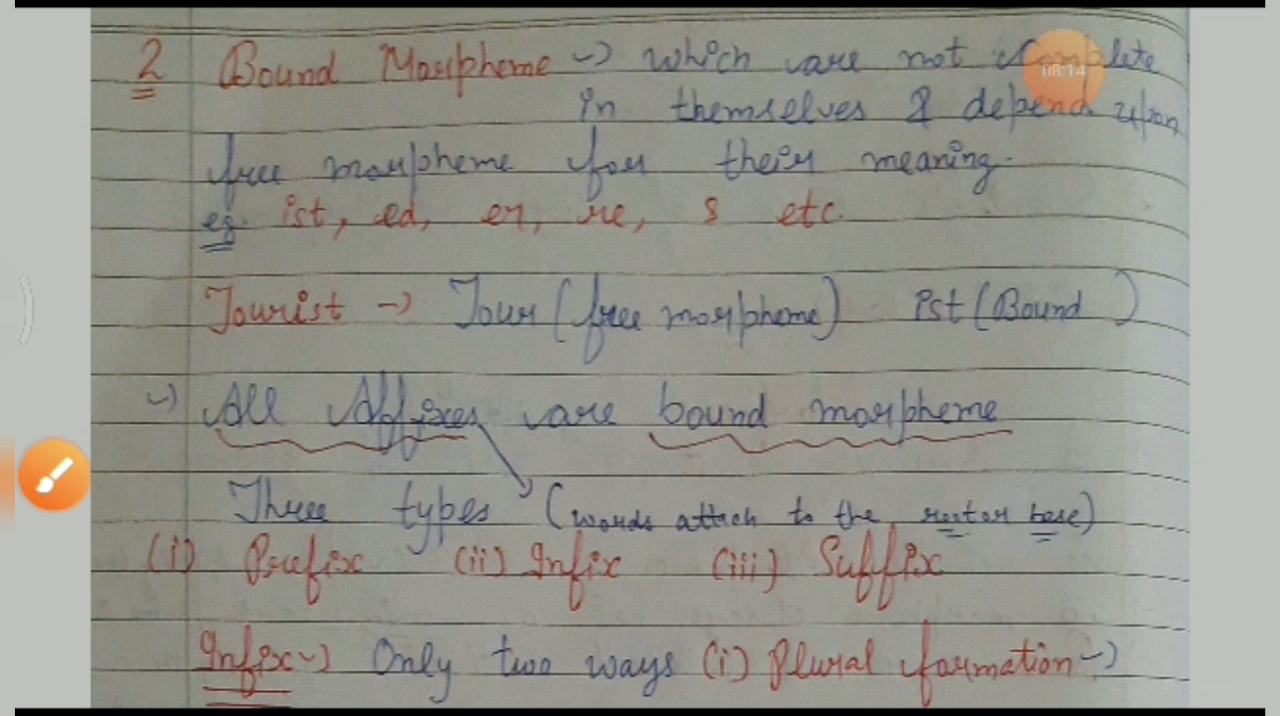 2 Bound Morpheme → which are not complete
in themselves & depend upon
free morpheme for their meaning.
eg. ist, ed, er, re, s etc.
Tourist → Tour (free morpheme) ist (Bound )
→ All Affixes are bound morpheme
Three types (words attach to the root or base)
(i) Prefix (ii) Infix (iii) Suffix
Infix → Only two ways (i) Plural formation →
08:14